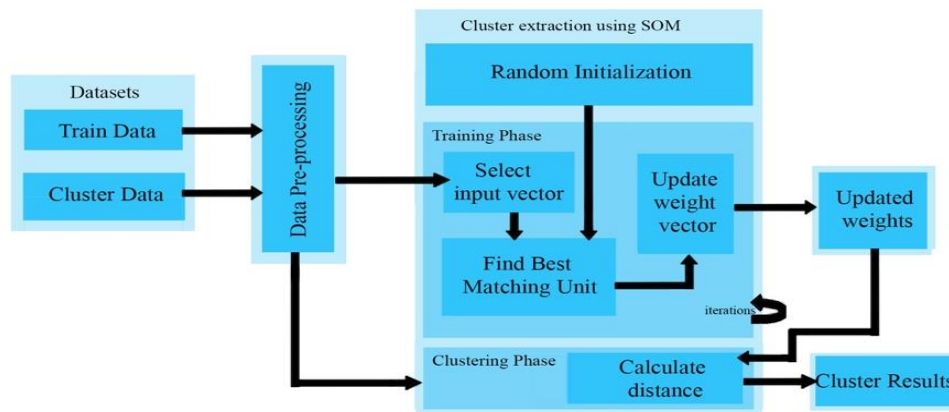 Datasets
Train Data
Cluster Data
Data Pre-processing
Cluster extraction using SOM
Random Initialization
Training Phase
Select
input vector
Find Best
Matching Unit
Update
weight
vector
iterations
Updated
weights
Clustering Phase
Calculate
distance
Cluster Results